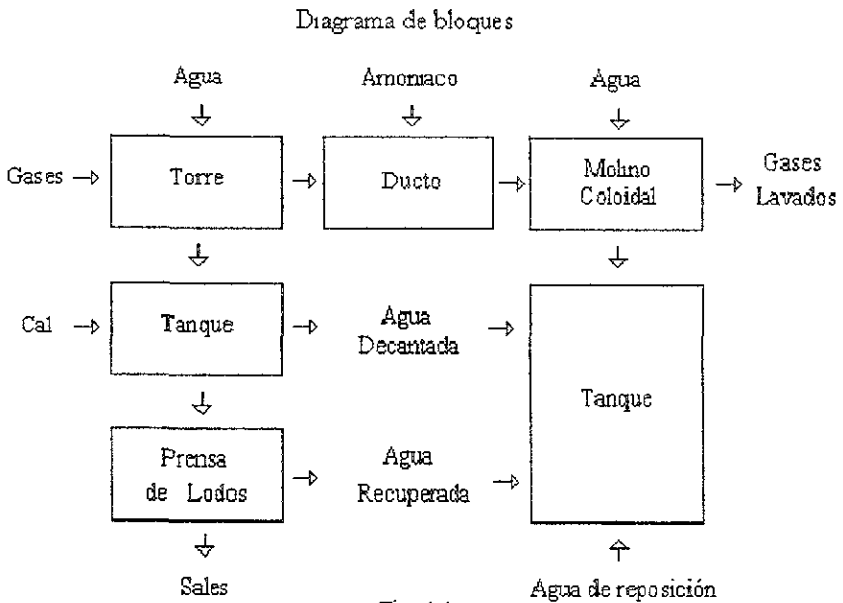 Diagrama de bloques
Agua
Amoniaco
Agua
Gases
Torre
Ducto
Molino
Coloidal
Gases
Lavados
Cal
Tanque
Agua
Decantada
Tanque
Prensa
de Lodos
Agua
Recuperada
Sales
Agua de reposición